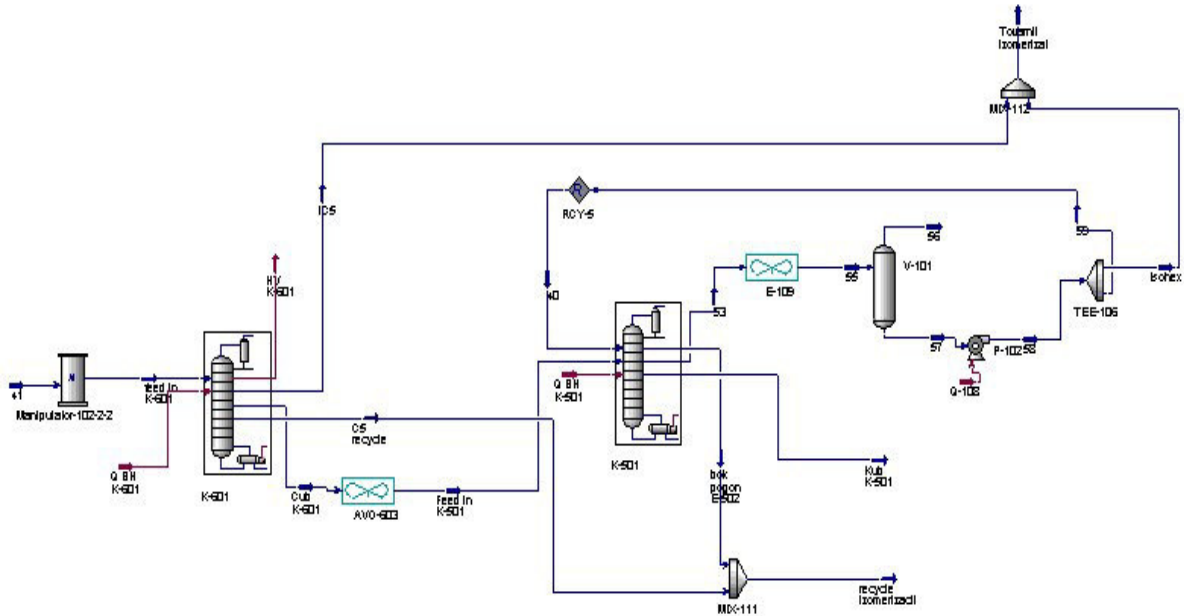 MIX-112
IC5
RCY-5
59
HV
K-601
40
53
E-109
55
56
V-101
TEE-106
Isohex
57
P-102
58
Q-108
41
Manipulator-102-2-2
feed in
K-601
Q BH
K-601
K-601
Cub
K-601
AVO-603
Feed in
K-501
C5
recycle
Q BH
K-501
K-501
bok
pogon
E-502
Kub
K-501
MIX-111
recycle
izomerizacii